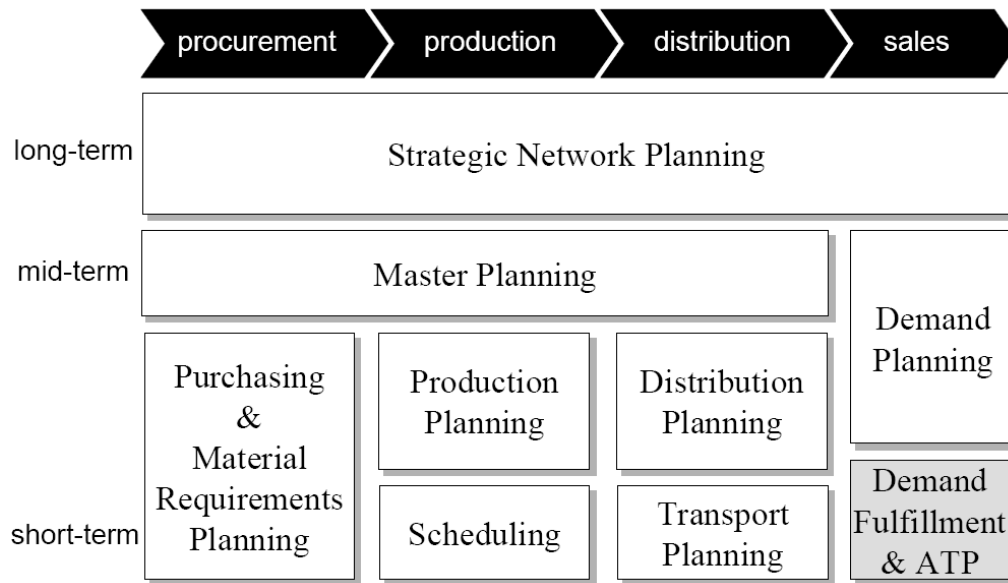 procurement
production
distribution
sales
long-term
Strategic Network Planning
mid-term
Master Planning
Demand
Planning
Purchasing
&
Material
Requirements
Planning
Production
Planning
Distribution
Planning
short-term
Scheduling
Transport
Planning
Demand
Fulfillment
& ATP